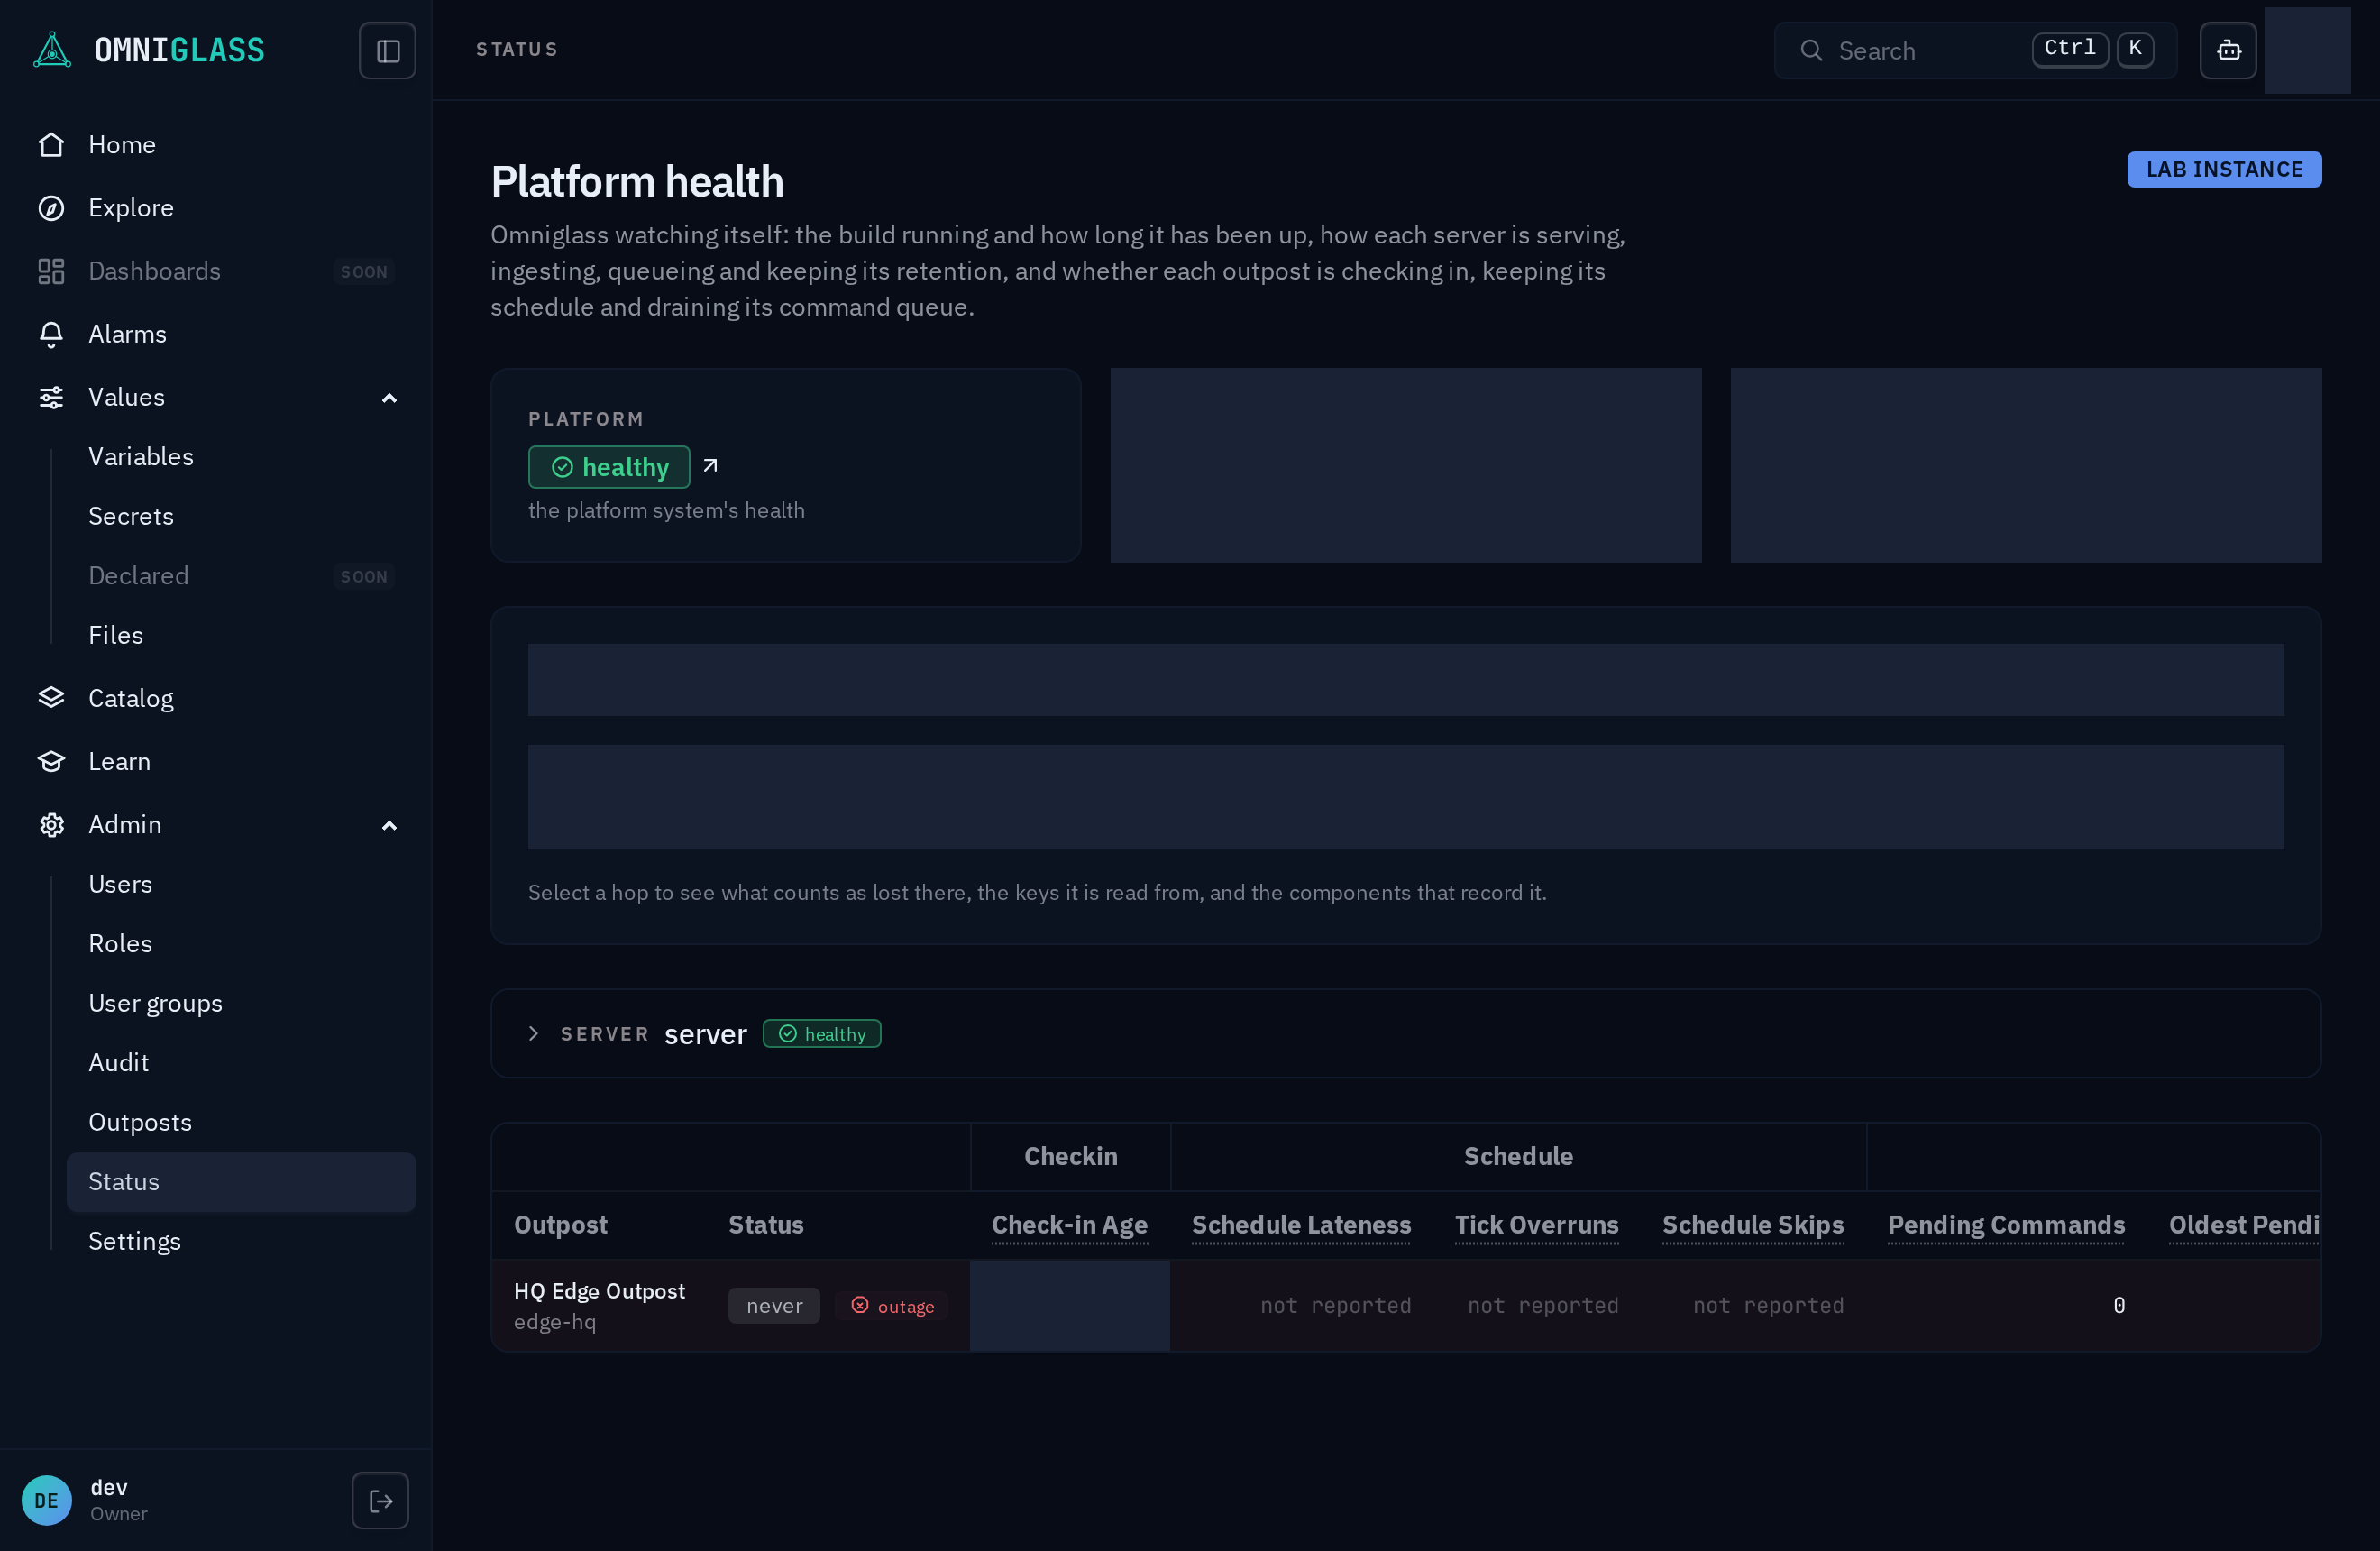 OMNIGLASS
STATUS
Search Ctrl K
Home
Explore
Dashboards SOON
Alarms
Values
Variables
Secrets
Declared SOON
Files
Catalog
Learn
Admin
Users
Roles
User groups
Audit
Outposts
Status
Settings
DE dev
Owner
Platform health
LAB INSTANCE
Omniglass watching itself: the build running and how long it has been up, how each server is serving,
ingesting, queueing and keeping its retention, and whether each outpost is checking in, keeping its
schedule and draining its command queue.
PLATFORM
healthy
the platform system's health
Select a hop to see what counts as lost there, the keys it is read from, and the components that record it.
SERVER server healthy
Checkin Schedule
Outpost Status Check-in Age Schedule Lateness Tick Overruns Schedule Skips Pending Commands Oldest Pendi
HQ Edge Outpost never outage not reported not reported not reported 0
edge-hq